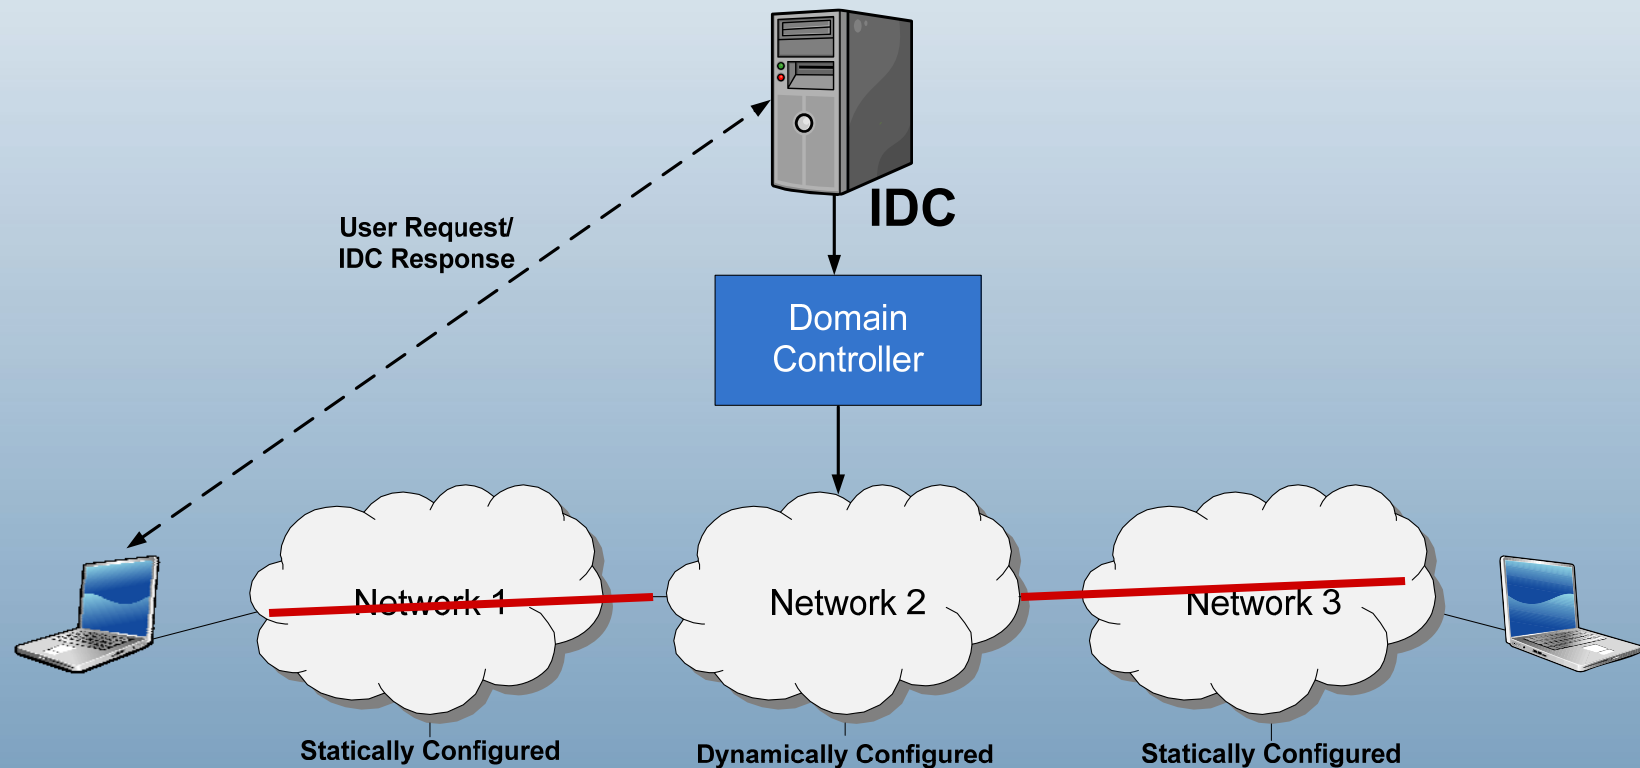 IDC
User Request/
IDC Response
Domain
Controller
Network 1
Network 2
Network 3
Statically Configured
Dynamically Configured
Statically Configured